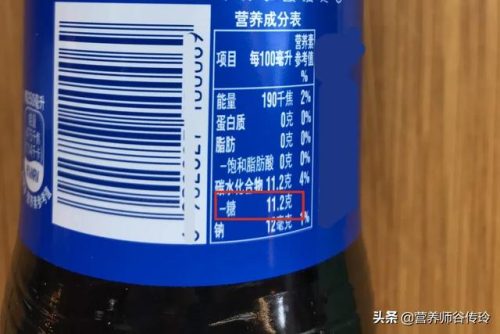 营养成分表
项目 每100毫升 营养素参考值%
能量 190千焦 2%
蛋白质 0克 0%
脂肪 0克 0%
–饱和脂肪酸 0克 0%
碳水化合物 11.2克 4%
–糖 11.2克
钠 12毫克 1%
头条 @营养师谷传玲